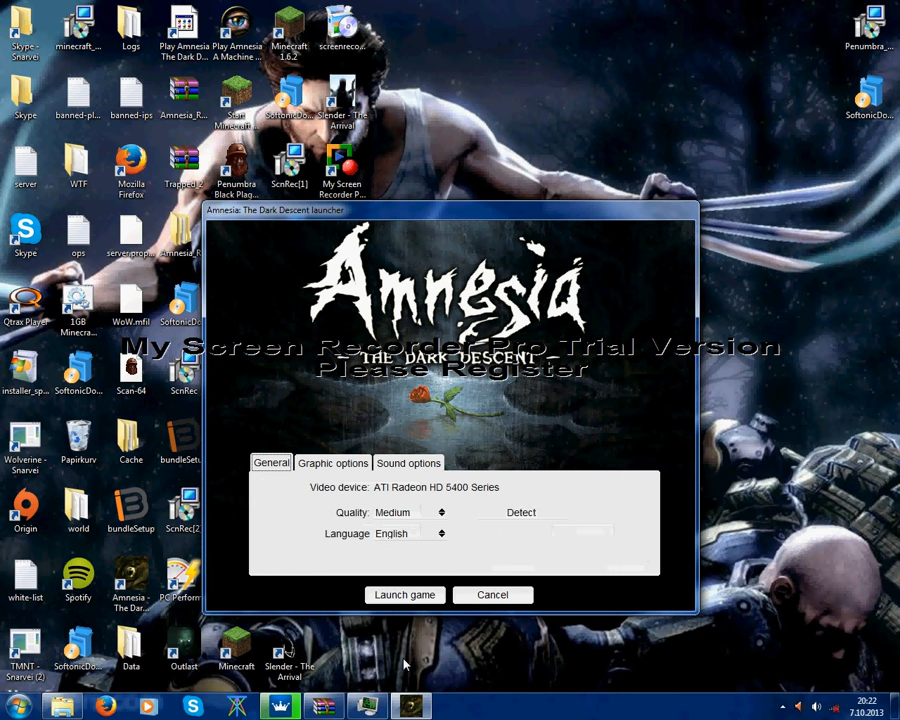 Skype - Snarvei
minecraft_...
Logs
Play Amnesia The Dark D...
Play Amnesia A Machine ...
Minecraft 1.6.2
screenreco...
Penumbra_...
Skype
banned-pl...
banned-ips
Amnesia_R...
Start Minecraft...
SoftonicDo...
Slender - The Arrival
SoftonicDo...
server
WTF
Mozilla Firefox
Trapped_2
Penumbra Black Plag...
ScnRec[1]
My Screen Recorder P...
Amnesia: The Dark Descent launcher
Skype
ops
server.prop...
Amnesia_R
Amnesia
THE DARK DESCENT
My Screen Recorder Pro Trial Version
Please Register
Qtrax Player
1GB Minecra...
WoW.mfil
SoftonicDo
installer_sp...
SoftonicDo...
Scan-64
ScnRec
Wolverine - Snarvei
Papirkurv
Cache
bundleSetu
General
Graphic options
Sound options
Video device: ATI Radeon HD 5400 Series
Quality: Medium
Detect
Language English
Launch game
Cancel
Origin
world
bundleSetup
ScnRec[2]
white-list
Spotify
Amnesia - The Dar...
PC Perform
TMNT - Snarvei (2)
SoftonicDo...
Data
Outlast
Minecraft
Slender - The Arrival
20:22
7.10.2013